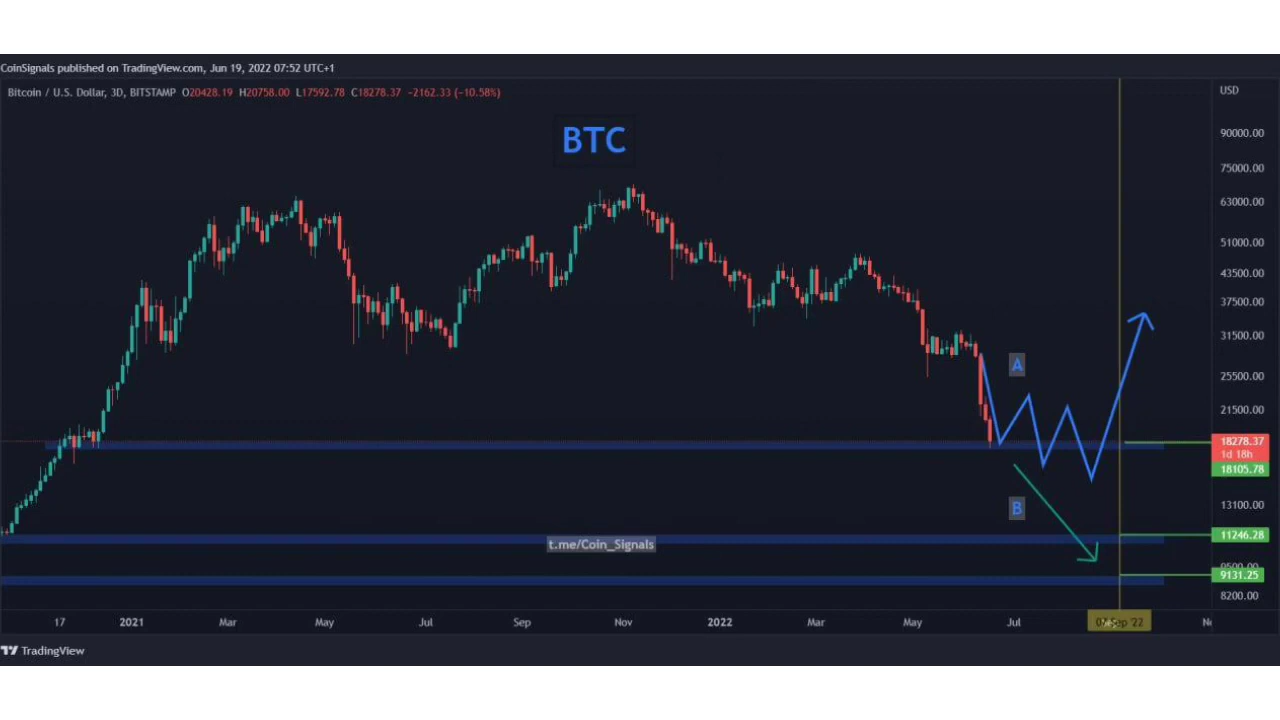 CoinSignals published on TradingView.com, Jun 19, 2022 07:52 UTC+1
Bitcoin / U.S. Dollar, 3D, BITSTAMP O20428.19 H20758.00 L17592.78 C18278.37 -2162.33 (-10.58%)
USD
BTC
90000.00
75000.00
63000.00
51000.00
43500.00
37500.00
31500.00
A
25500.00
21500.00
18278.37
1d 18h
18105.78
B
13100.00
11246.28
t.me/Coin_Signals
9500.00
9131.25
8200.00
17 2021 Mar May Jul Sep Nov 2022 Mar May Jul Sep '22
TradingView